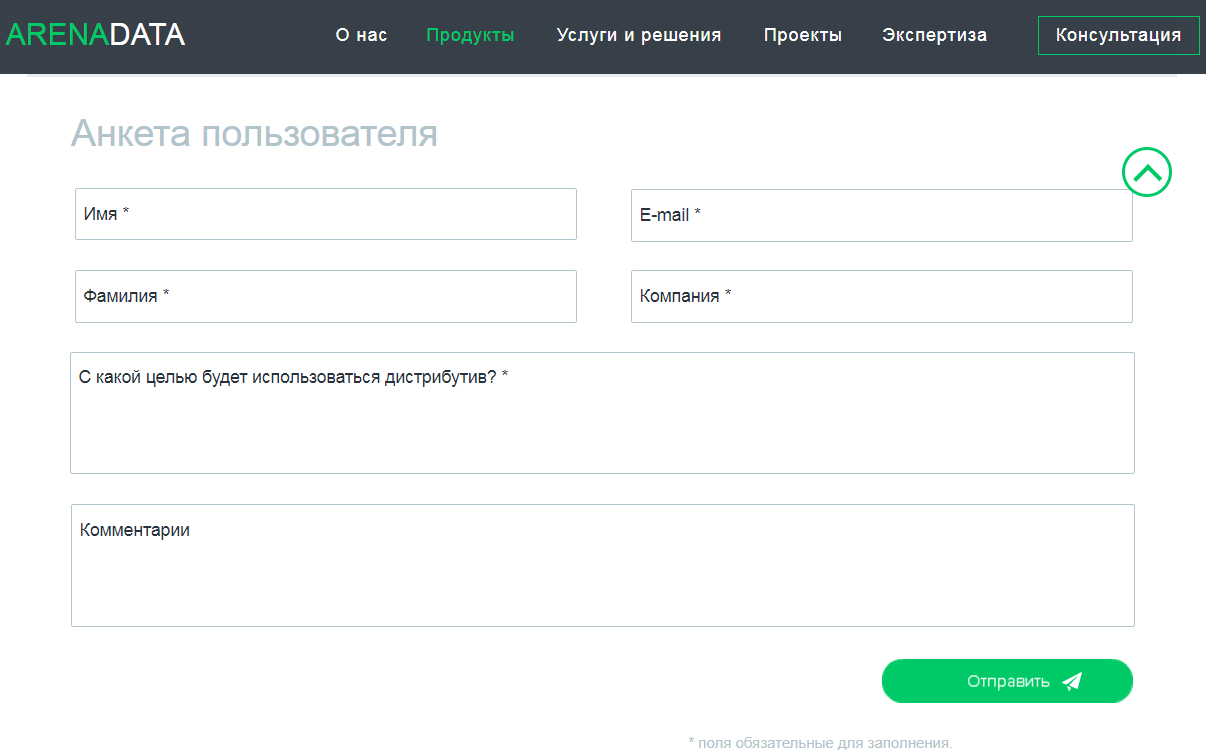 ARENADATA О нас Продукты Услуги и решения Проекты Экспертиза Консультация
Анкета пользователя
Имя * E-mail *
Фамилия * Компания *
С какой целью будет использоваться дистрибутив? *
Комментарии
Отправить
* поля обязательные для заполнения.